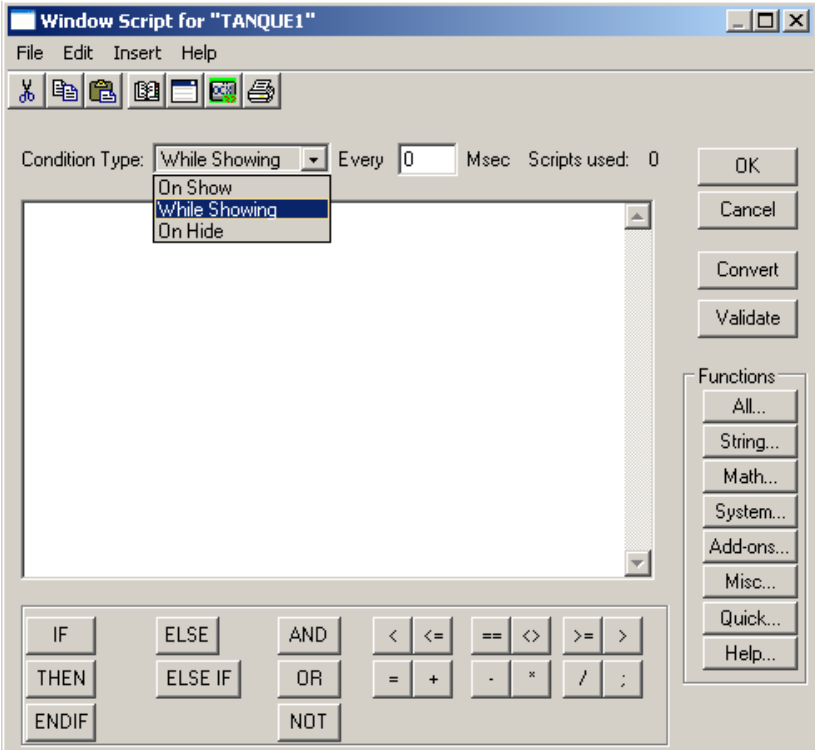 Window Script for "TANQUE1"
File Edit Insert Help
Condition Type: While Showing Every 0 Msec Scripts used: 0
On Show
While Showing
On Hide
OK
Cancel
Convert
Validate
Functions
All...
String...
Math...
System...
Add-ons...
Misc...
Quick...
Help...
IF ELSE AND < <= == <> >= >
THEN ELSE IF OR = + - * / ;
ENDIF NOT